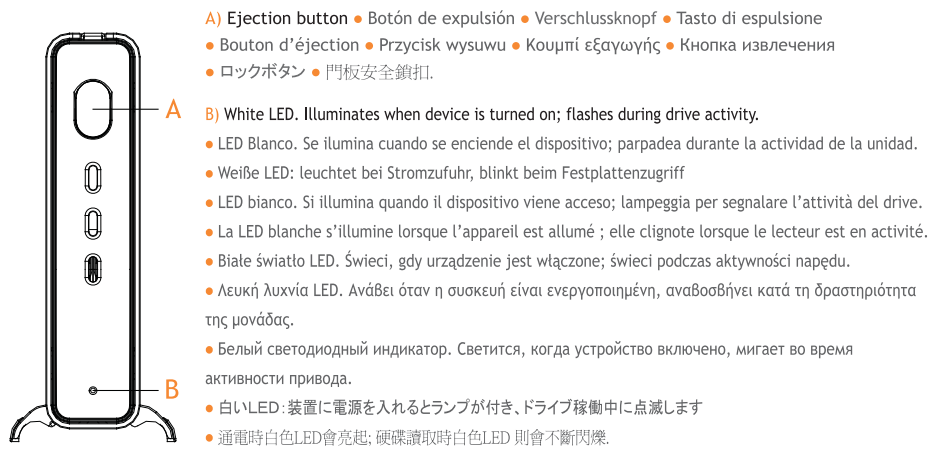 A) Ejection button ● Botón de expulsión ● Verschlussknopf ● Tasto di espulsione
● Bouton d’éjection ● Przycisk wysuwu ● Κουμπί εξαγωγής ● Кнопка извлечения
● ロックボタン ● 門板安全鎖扣.
A
B) White LED. Illuminates when device is turned on; flashes during drive activity.
● LED Blanco. Se ilumina cuando se enciende el dispositivo; parpadea durante la actividad de la unidad.
● Weiße LED: leuchtet bei Stromzufuhr, blinkt beim Festplattenzugriff
● LED bianco. Si illumina quando il dispositivo viene acceso; lampeggia per segnalare l’attività del drive.
● La LED blanche s’illumine lorsque l’appareil est allumé ; elle clignote lorsque le lecteur est en activité.
● Białe światło LED. Świeci, gdy urządzenie jest włączone; świeci podczas aktywności napędu.
● Λευκή λυχνία LED. Ανάβει όταν η συσκευή είναι ενεργοποιημένη, αναβοσβήνει κατά τη δραστηριότητα
της μονάδας.
● Белый светодиодный индикатор. Светится, когда устройство включено, мигает во время
активности привода.
B
● 白いLED：装置に電源を入れるとランプが付き、ドライブ稼働中に点滅します
● 通電時白色LED會亮起; 硬碟讀取時白色LED 則會不斷閃爍.